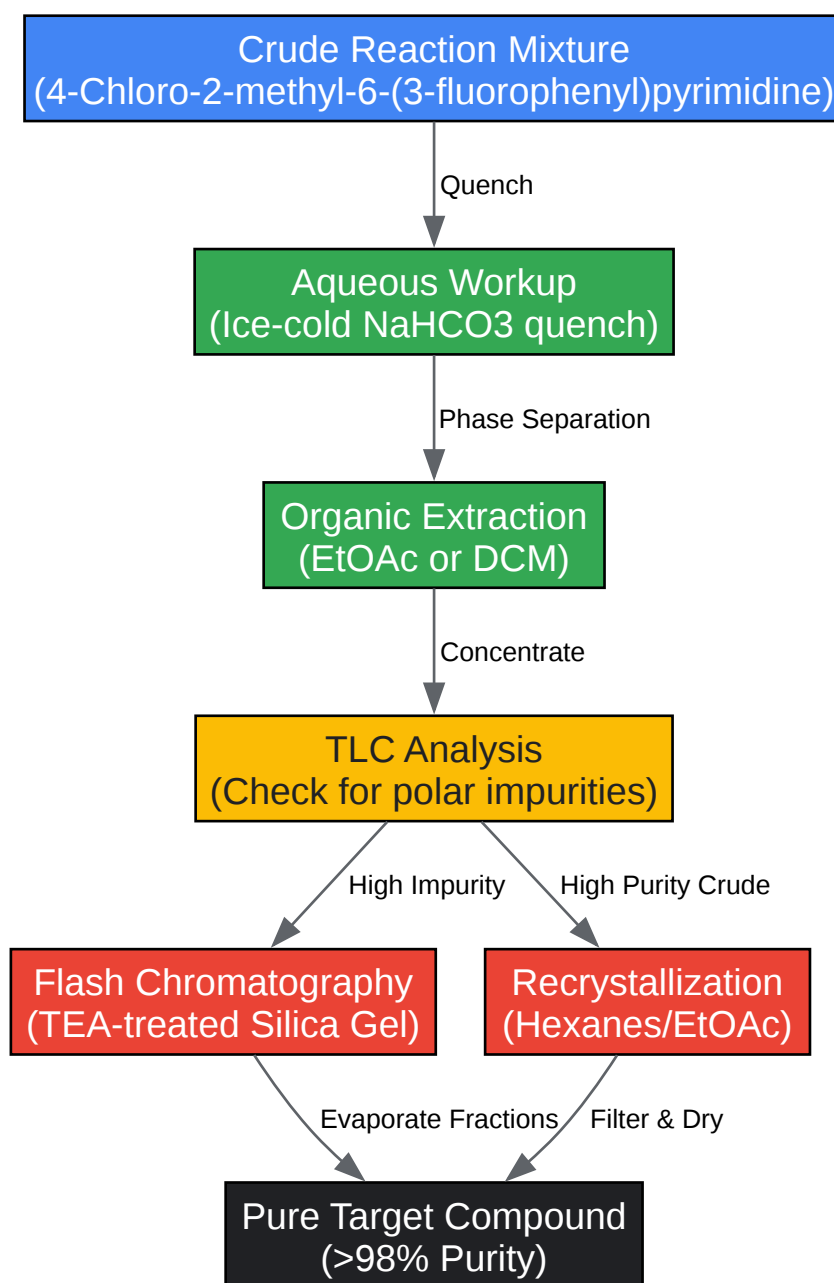 Crude Reaction Mixture
(4-Chloro-2-methyl-6-(3-fluorophenyl)pyrimidine)
Quench
Aqueous Workup
(Ice-cold NaHCO3 quench)
Phase Separation
Organic Extraction
(EtOAc or DCM)
Concentrate
TLC Analysis
(Check for polar impurities)
High Impurity
High Purity Crude
Flash Chromatography
(TEA-treated Silica Gel)
Recrystallization
(Hexanes/EtOAc)
Evaporate Fractions
Filter & Dry
Pure Target Compound
(>98% Purity)